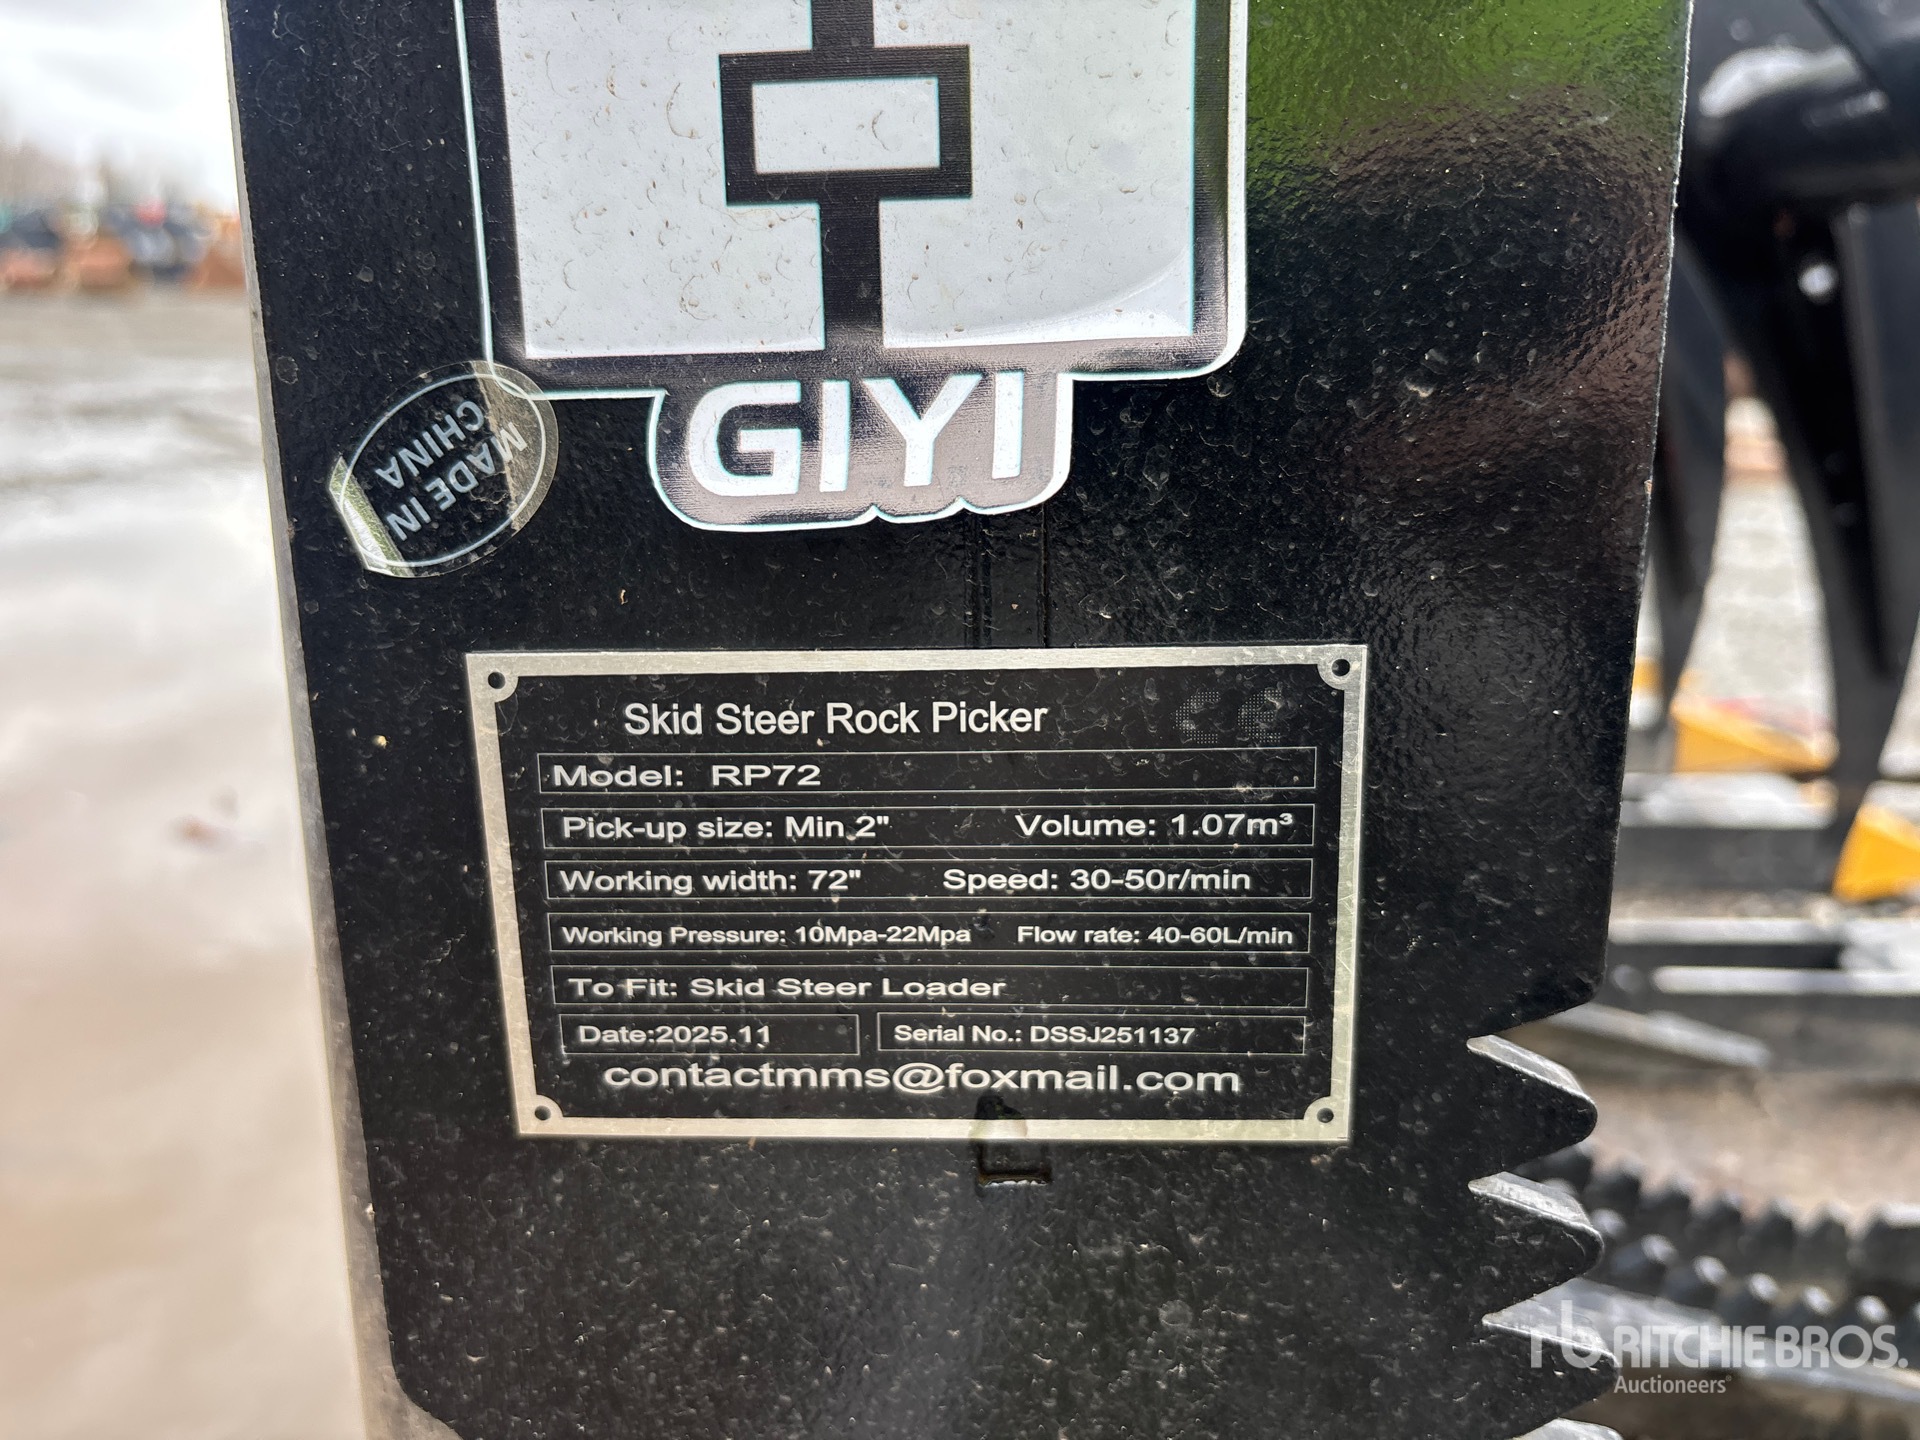 GIYI
MADE IN
CHINA
Skid Steer Rock Picker
CE
Model: RP72
Pick-up size: Min 2" Volume: 1.07m³
Working width: 72" Speed: 30-50r/min
Working Pressure: 10Mpa-22Mpa Flow rate: 40-60L/min
To Fit: Skid Steer Loader
Date:2025.11 Serial No.: DSSJ251137
contactmms@foxmail.com
rb RITCHIE BROS.
Auctioneers